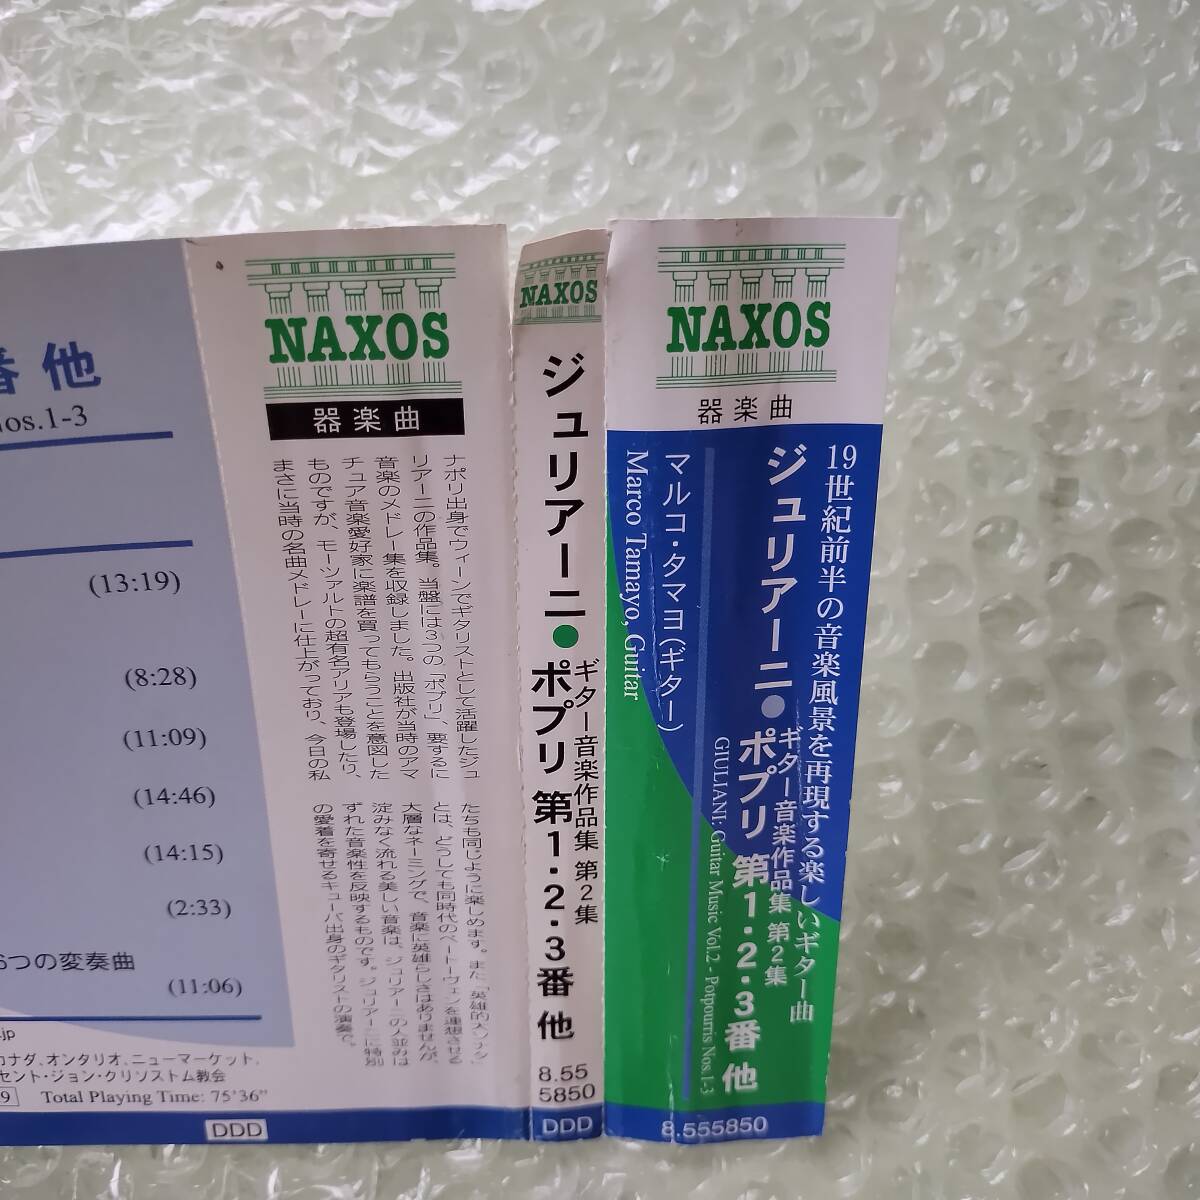 番 他
Nos.1-3
(13:19)
(8:28)
(11:09)
(14:46)
(14:15)
(2:33)
6つの変奏曲
(11:06)
.jp
カナダ、オンタリオ、ニューマーケット、
セント・ジョン・クリソストム教会
9 Total Playing Time: 75'36"
DDD
NAXOS
器楽曲
ナポリ出身でウィーンでギタリストとして活躍したジュ
リアーニの作品集。当盤には3つの「ポプリ」、要するに
音楽のメドレー集を収録しました。出版社が当時のアマ
チュア音楽愛好家に楽譜を買ってもらうことを意図した
ものですが、モーツァルトの超有名アリアも登場したり、
まさに当時の名曲メドレーに仕上がっており、今日の私
たちも同じように楽しめます。また「英雄的ソナタ」
とは、どうしても同時代のベートーヴェンを連想させる
大層なネーミングで、音楽に英雄らしさはありませんが、
淀みなく流れる美しい音楽は、ジュリアーニの人並みは
ずれた音楽性を反映するものです。ジュリアーニに特別
の愛着を寄せるキューバ出身のギタリストの演奏で。
NAXOS
ジュリアーニ●
ギター音楽作品集 第2集
ポプリ 第1・2・3番 他
8.55
5850
DDD
NAXOS
器楽曲
19世紀前半の音楽風景を再現する楽しいギター曲
ジュリアーニ●
ギター音楽作品集 第2集
ポプリ 第1・2・3番 他
GIULIANI: Guitar Music Vol.2 - Potpourris Nos.1-3
マルコ・タマヨ(ギター)
Marco Tamayo, Guitar
8.555850